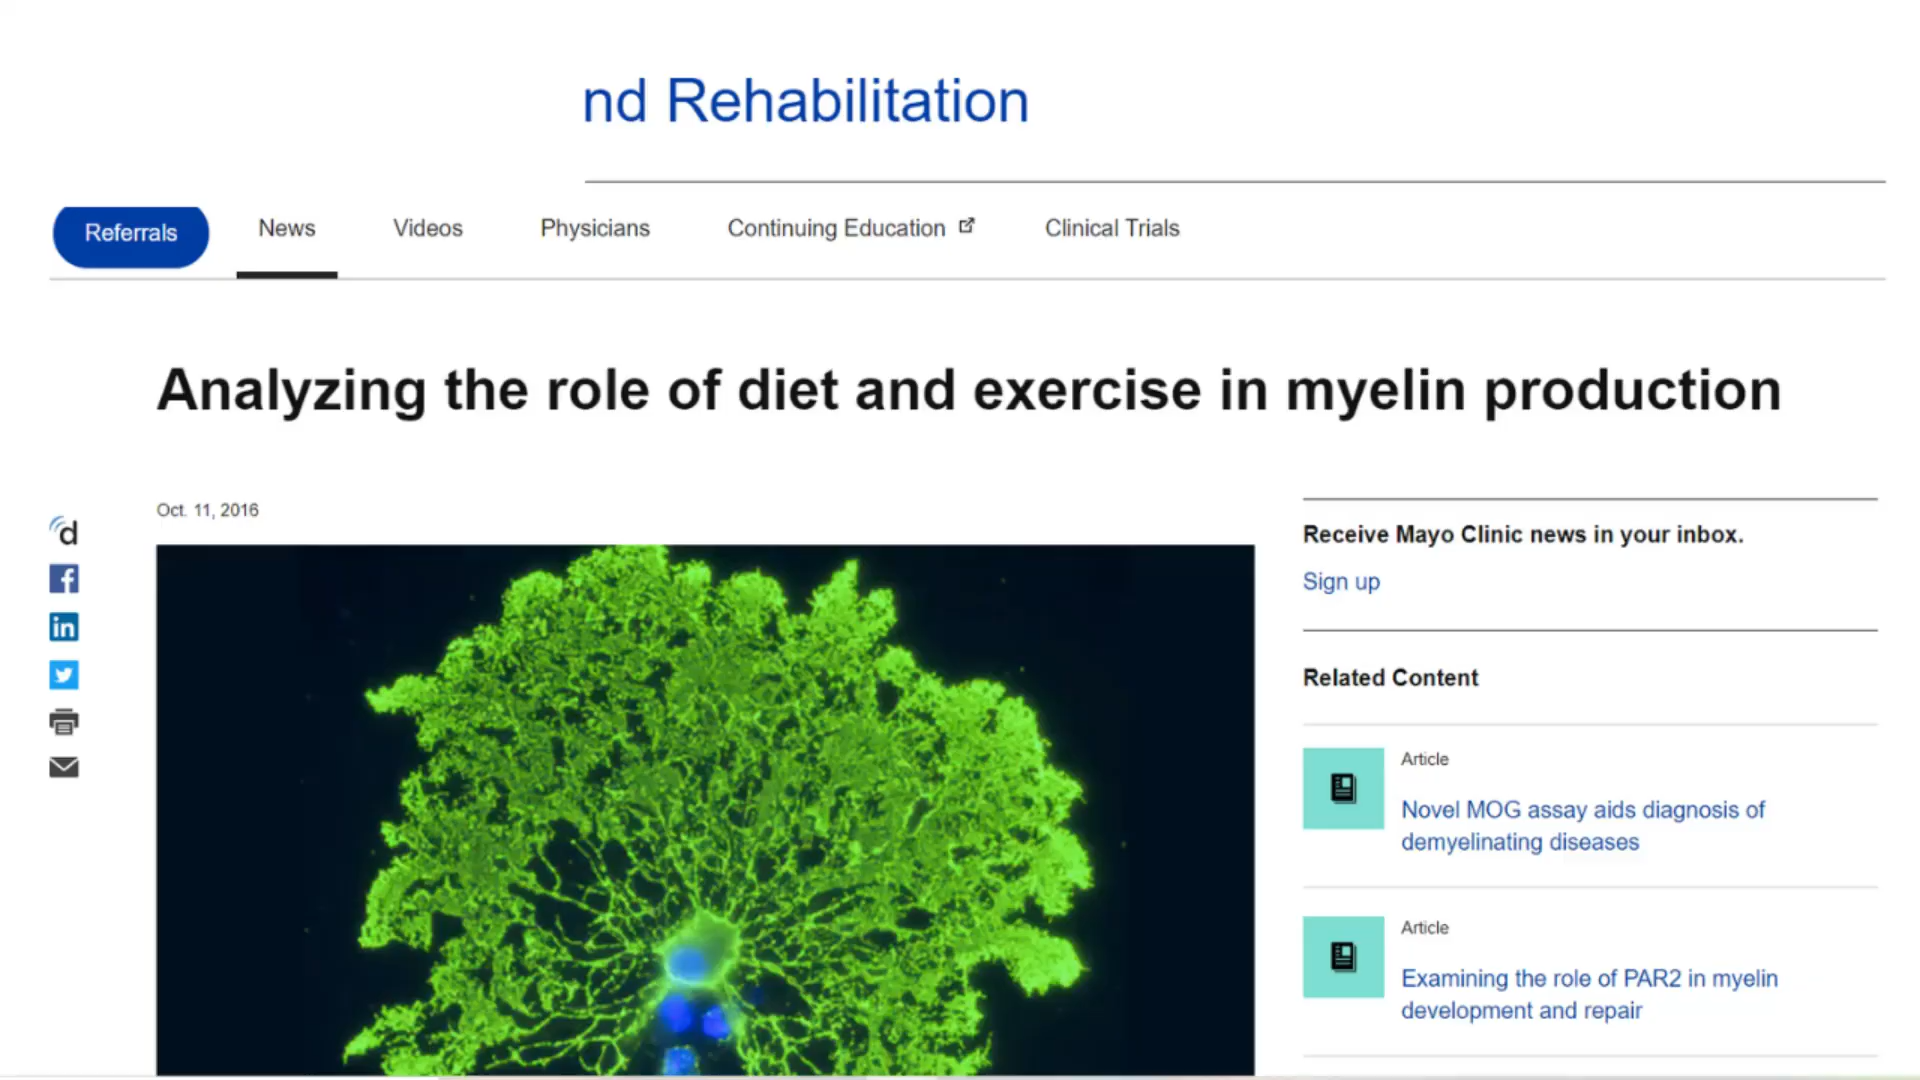 nd Rehabilitation
Referrals
News
Videos
Physicians
Continuing Education
Clinical Trials
Analyzing the role of diet and exercise in myelin production
Oct. 11, 2016
Receive Mayo Clinic news in your inbox.
Sign up
Related Content
Article
Novel MOG assay aids diagnosis of
demyelinating diseases
Article
Examining the role of PAR2 in myelin
development and repair